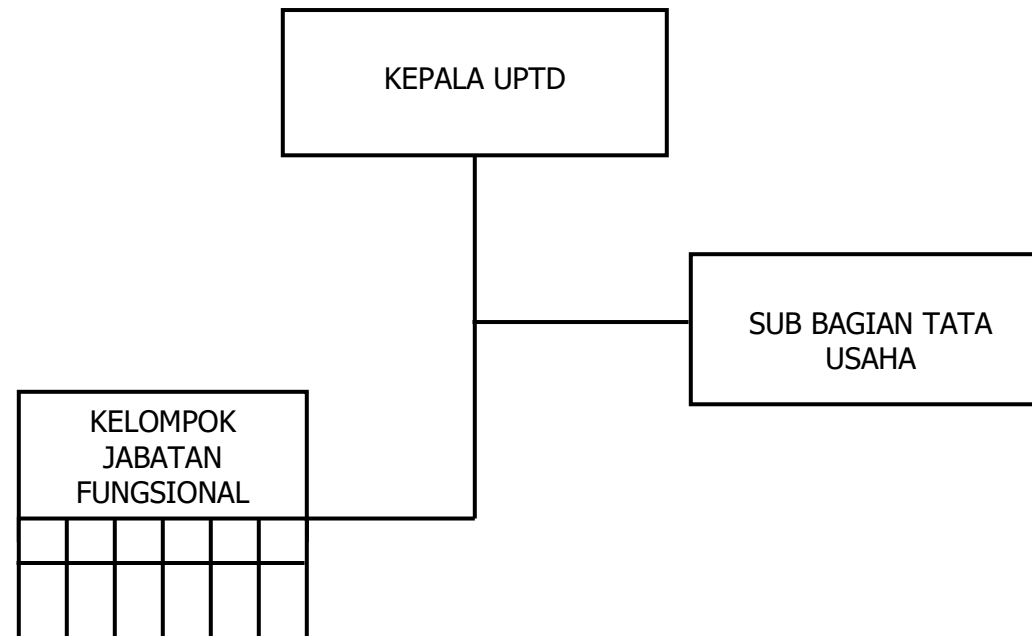 KEPALA UPTD
SUB BAGIAN TATA
USAHA
KELOMPOK
JABATAN
FUNGSIONAL